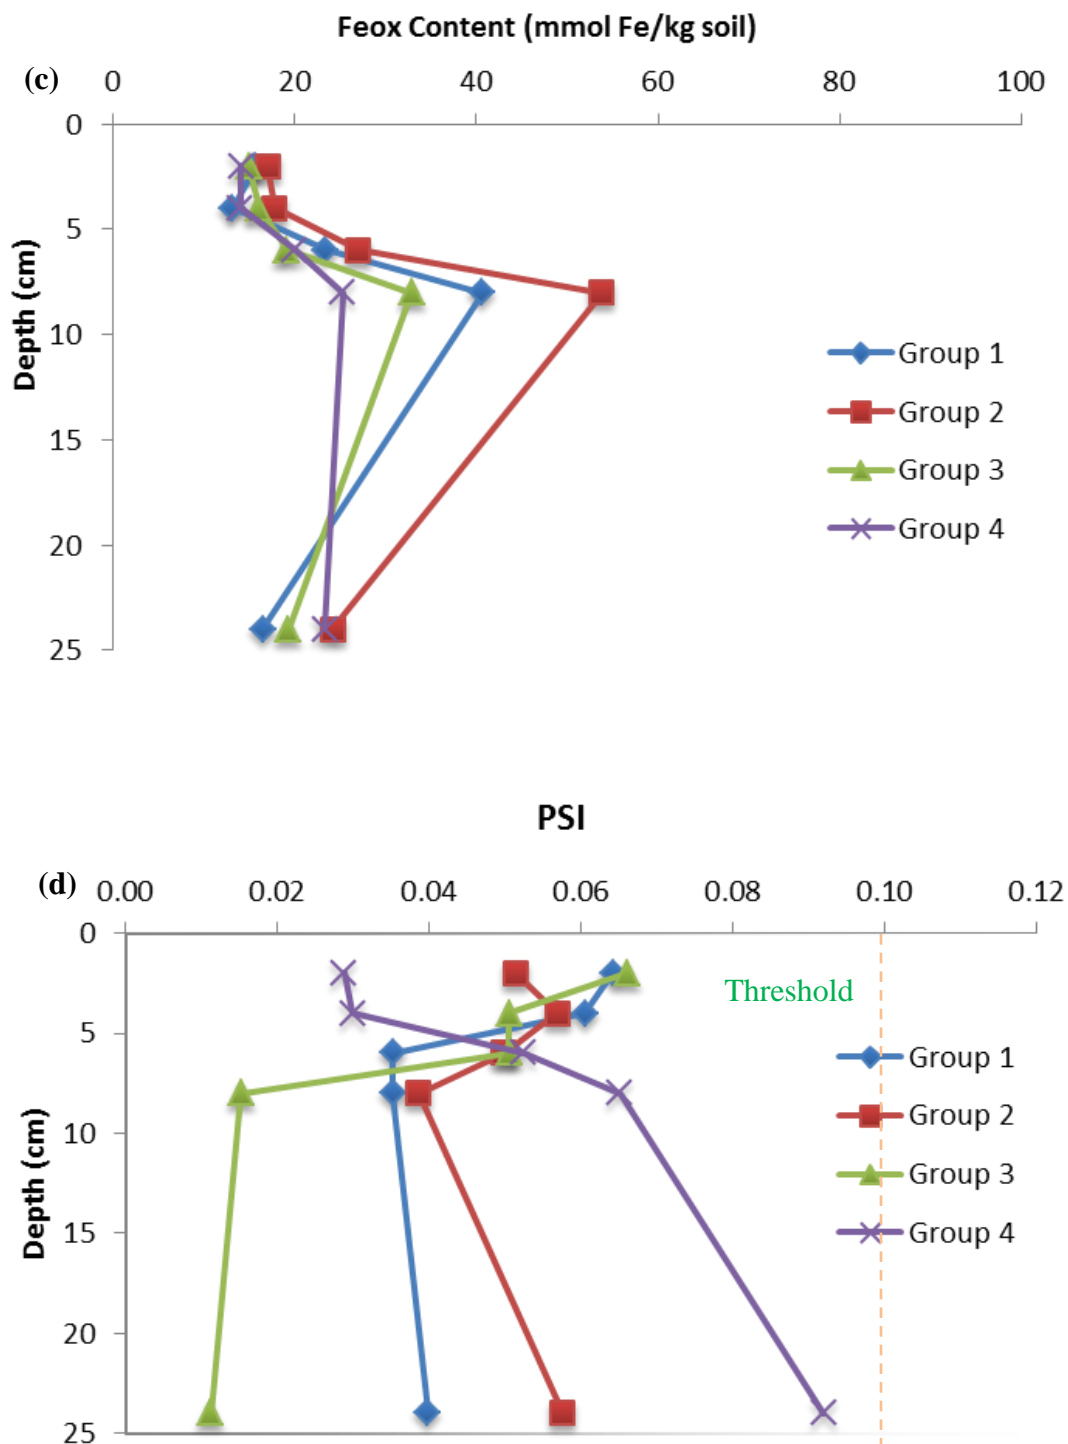 Feox Content (mmol Fe/kg soil)
(c)
0 20 40 60 80 100
0
5
10
15
20
25
Depth (cm)
Group 1
Group 2
Group 3
Group 4
PSI
(d)
0.00 0.02 0.04 0.06 0.08 0.10 0.12
0
5
10
15
20
25
Depth (cm)
Threshold
Group 1
Group 2
Group 3
Group 4